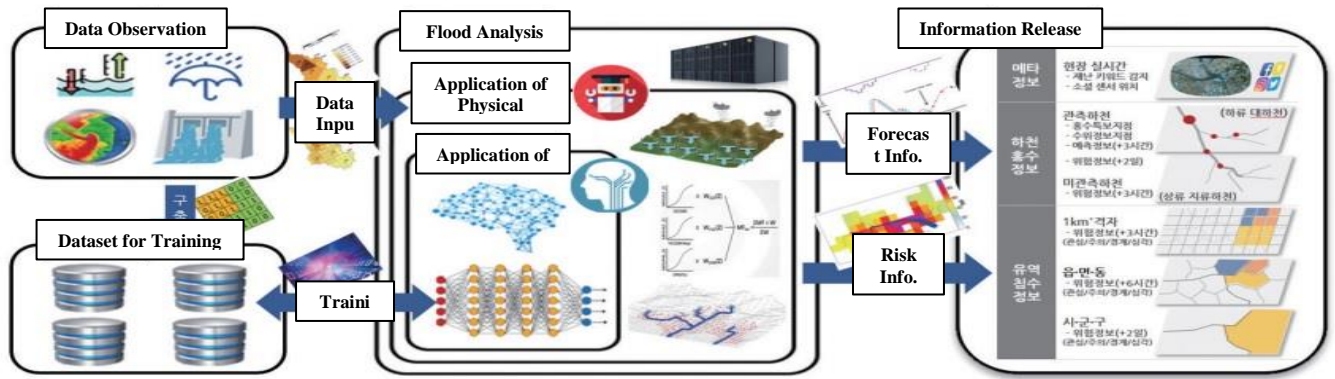 Data Observation
Data
Inpu
구축
Dataset for Training
Traini
Flood Analysis
Application of
Physical
Application of
Forecas
t Info.
Risk
Info.
Information Release
메타
정보
현장 실시간
- 재난 키워드 감지
- 소셜 센서 위치
하천
홍수
정보
관측하천
- 홍수특보지점
- 수위정보지점
- 예측정보(+3시간)
- 위험정보(+2일)
(하류 대하천)
미관측하천
- 위험정보(+3시간)
(상류 지류하천)
유역
침수
정보
1km² 격자
- 위험정보(+3시간)
(관심/주의/경계/심각)
읍·면·동
- 위험정보(+6시간)
(관심/주의/경계/심각)
시·군·구
- 위험정보(+2일)
(관심/주의/경계/심각)